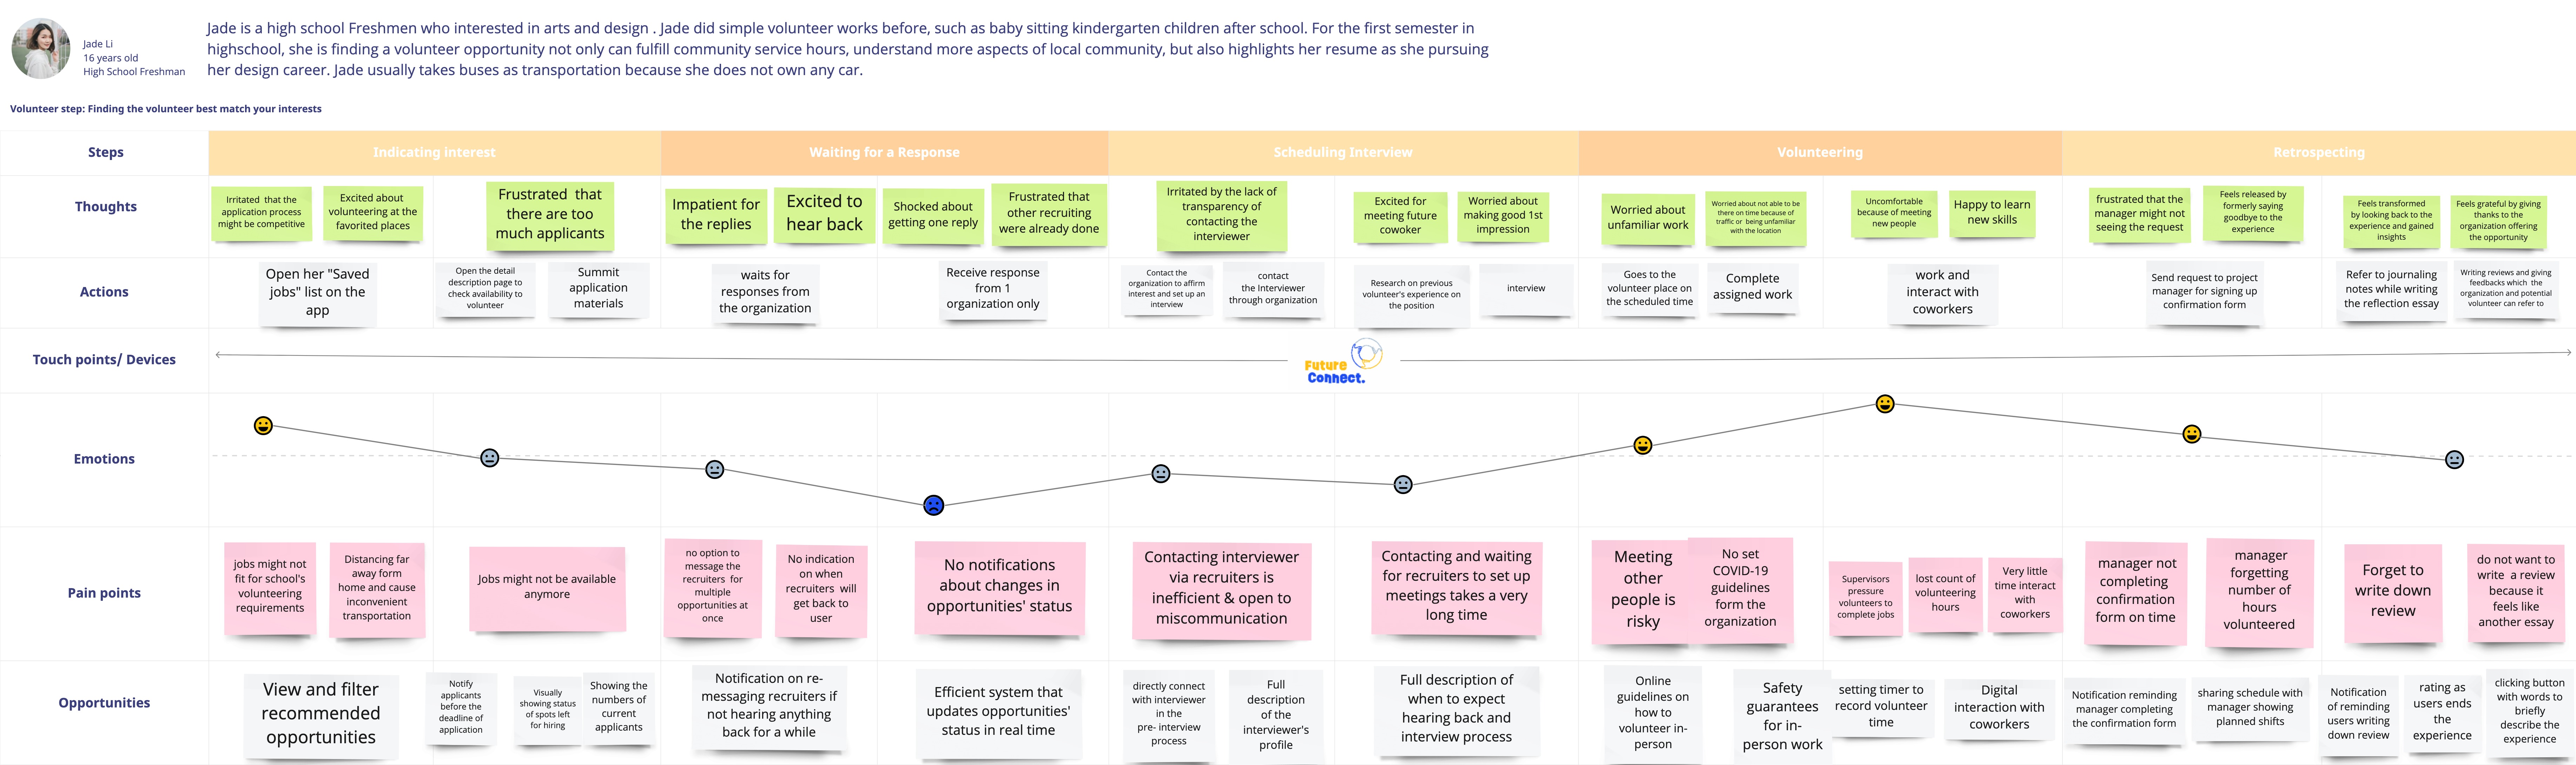 Jade Li
16 years old
High School Freshman
Jade is a high school Freshmen who interested in arts and design . Jade did simple volunteer works before, such as baby sitting kindergarten children after school. For the first semester in
highschool, she is finding a volunteer opportunity not only can fulfill community service hours, understand more aspects of local community, but also highlights her resume as she pursuing
her design career. Jade usually takes buses as transportation because she does not own any car.
Volunteer step: Finding the volunteer best match your interests
Steps
Indicating interest
Waiting for a Response
Scheduling Interview
Volunteering
Retrospecting
Thoughts
Irritated that the
application process
might be competitive
Excited about
volunteering at the
favorited places
Frustrated that
there are too
much applicants
Impatient for
the replies
Excited to
hear back
Shocked about
getting one reply
Frustrated that
other recruiting
were already done
Irritated by the lack of
transparency of
contacting the
interviewer
Excited for
meeting future
cowoker
Worried about
making good 1st
impression
Worried about
unfamiliar work
Worried about not able to be
there on time because of
traffic or being unfamiliar
with the location
Uncomfortable
because of meeting
new people
Happy to learn
new skills
frustrated that the
manager might not
seeing the request
Feels released by
formerly saying
goodbye to the
experience
Feels transformed
by looking back to the
experience and gained
insights
Feels grateful by giving
thanks to the
organization offering
the opportunity
Actions
Open her "Saved
jobs" list on the
app
Open the detail
description page to
check availability to
volunteer
Summit
application
materials
waits for
responses from
the organization
Receive response
from 1
organization only
Contact the
organization to affirm
interest and set up an
interview
contact
the Interviewer
through organization
Research on previous
volunteer's experience on
the position
interview
Goes to the
volunteer place on
the scheduled time
Complete
assigned work
work and
interact with
coworkers
Send request to project
manager for signing up
confirmation form
Refer to journaling
notes while writing
the reflection essay
Writing reviews and giving
feedbacks which the
organization and potential
volunteer can refer to
Touch points/ Devices
Future
Connect.
Emotions
Pain points
jobs might not
fit for school's
volunteering
requirements
Distancing far
away form
home and cause
inconvenient
transportation
Jobs might not be available
anymore
no option to
message the
recruiters for
multiple
opportunities at
once
No indication
on when
recruiters will
get back to
user
No notifications
about changes in
opportunities' status
Contacting interviewer
via recruiters is
inefficient & open to
miscommunication
Contacting and waiting
for recruiters to set up
meetings takes a very
long time
Meeting
other
people is
risky
No set
COVID-19
guidelines
form the
organization
Supervisors
pressure
volunteers to
complete jobs
lost count of
volunteering
hours
Very little
time interact
with
coworkers
manager not
completing
confirmation
form on time
manager
forgetting
number of
hours
volunteered
Forget to
write down
review
do not want to
write a review
because it
feels like
another essay
Opportunities
View and filter
recommended
opportunities
Notify
applicants
before the
deadline of
application
Visually
showing status
of spots left
for hiring
Showing the
numbers of
current
applicants
Notification on re-
messaging recruiters if
not hearing anything
back for a while
Efficient system that
updates opportunities'
status in real time
directly connect
with interviewer
in the
pre- interview
process
Full
description
of the
interviewer's
profile
Full description of
when to expect
hearing back and
interview process
Online
guidelines on
how to
volunteer in-
person
Safety
guarantees
for in-
person work
setting timer to
record volunteer
time
Digital
interaction with
coworkers
Notification reminding
manager completing
the confirmation form
sharing schedule with
manager showing
planned shifts
Notification
of reminding
users writing
down review
rating as
users ends
the
experience
clicking button
with words to
briefly
describe the
experience